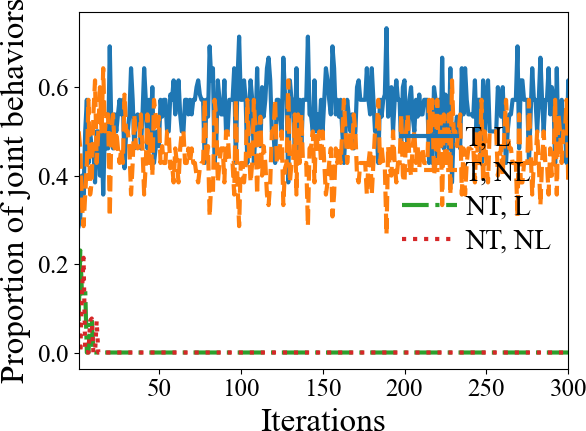 Proportion of joint behaviors
0.6
0.4
0.2
0.0
T, L
T, NL
NT, L
NT, NL
50
100
150
200
250
300
Iterations